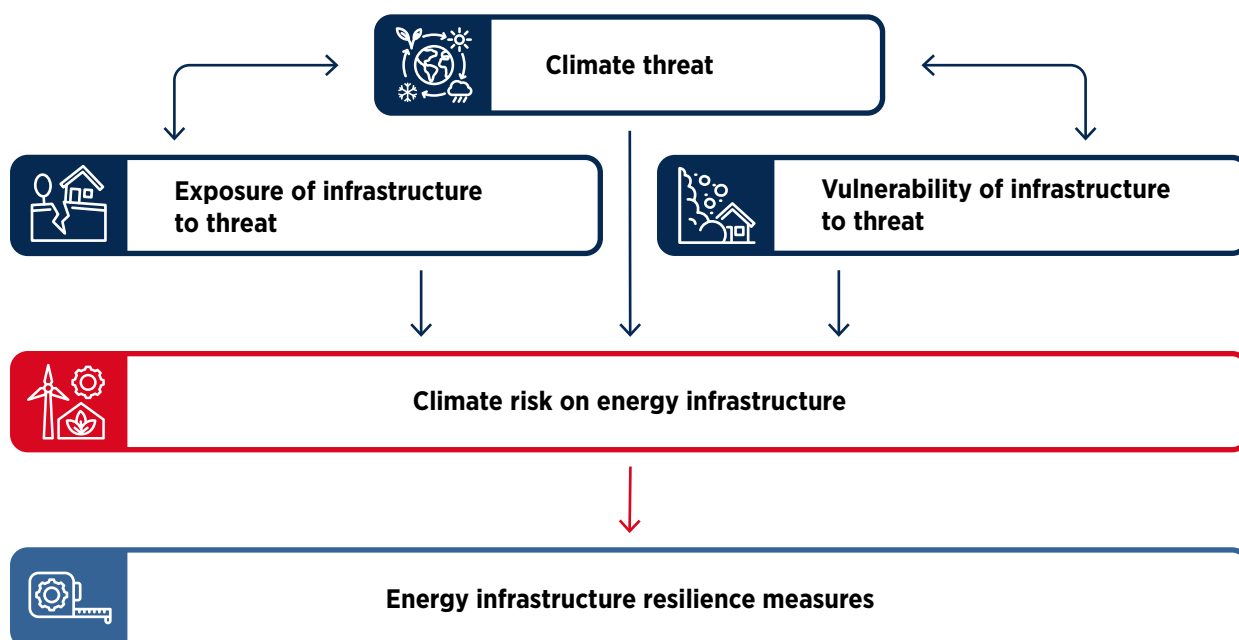 Climate threat
Exposure of infrastructure
to threat
Vulnerability of infrastructure
to threat
Climate risk on energy infrastructure
Energy infrastructure resilience measures